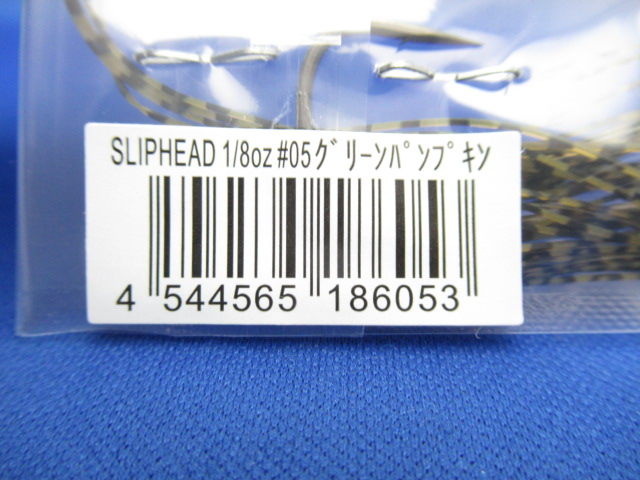 SLIPHEAD 1/8oz #05ｸﾞﾘｰﾝﾊﾟﾝﾌﾟｷﾝ
4 544565 186053